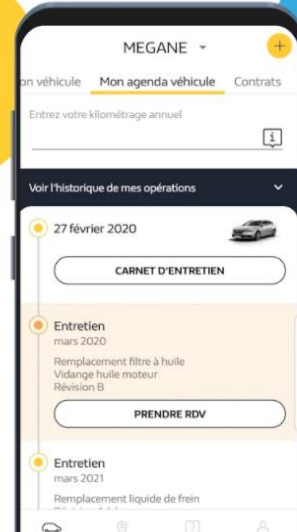 MEGANE
on véhicule Mon agenda véhicule Contrats
Entrez votre kilométrage annuel
Voir l'historique de mes opérations
27 février 2020
CARNET D'ENTRETIEN
Entretien
mars 2020
Remplacement filtre à huile
Vidange huile moteur
Révision B
PRENDRE RDV
Entretien
mars 2021
Remplacement liquide de frein